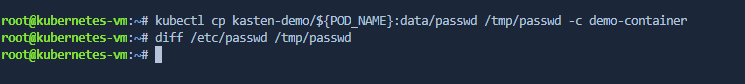 root@kubernetes-vm:~# kubectl cp kasten-demo/${POD_NAME}:data/passwd /tmp/passwd -c demo-container
root@kubernetes-vm:~# diff /etc/passwd /tmp/passwd
root@kubernetes-vm:~#